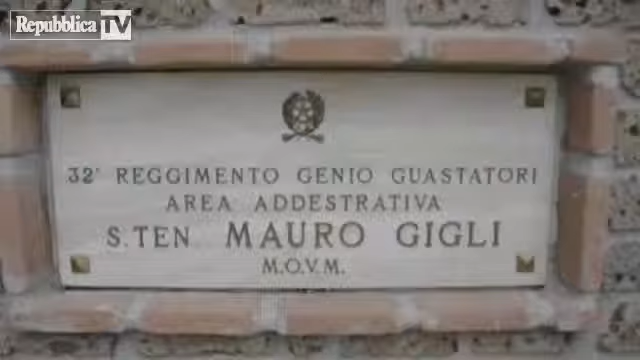 Repubblica TV
32° REGGIMENTO GENIO GUASTATORI
AREA ADDESTRATIVA
S.TEN MAURO GIGLI
M.O.V.M.